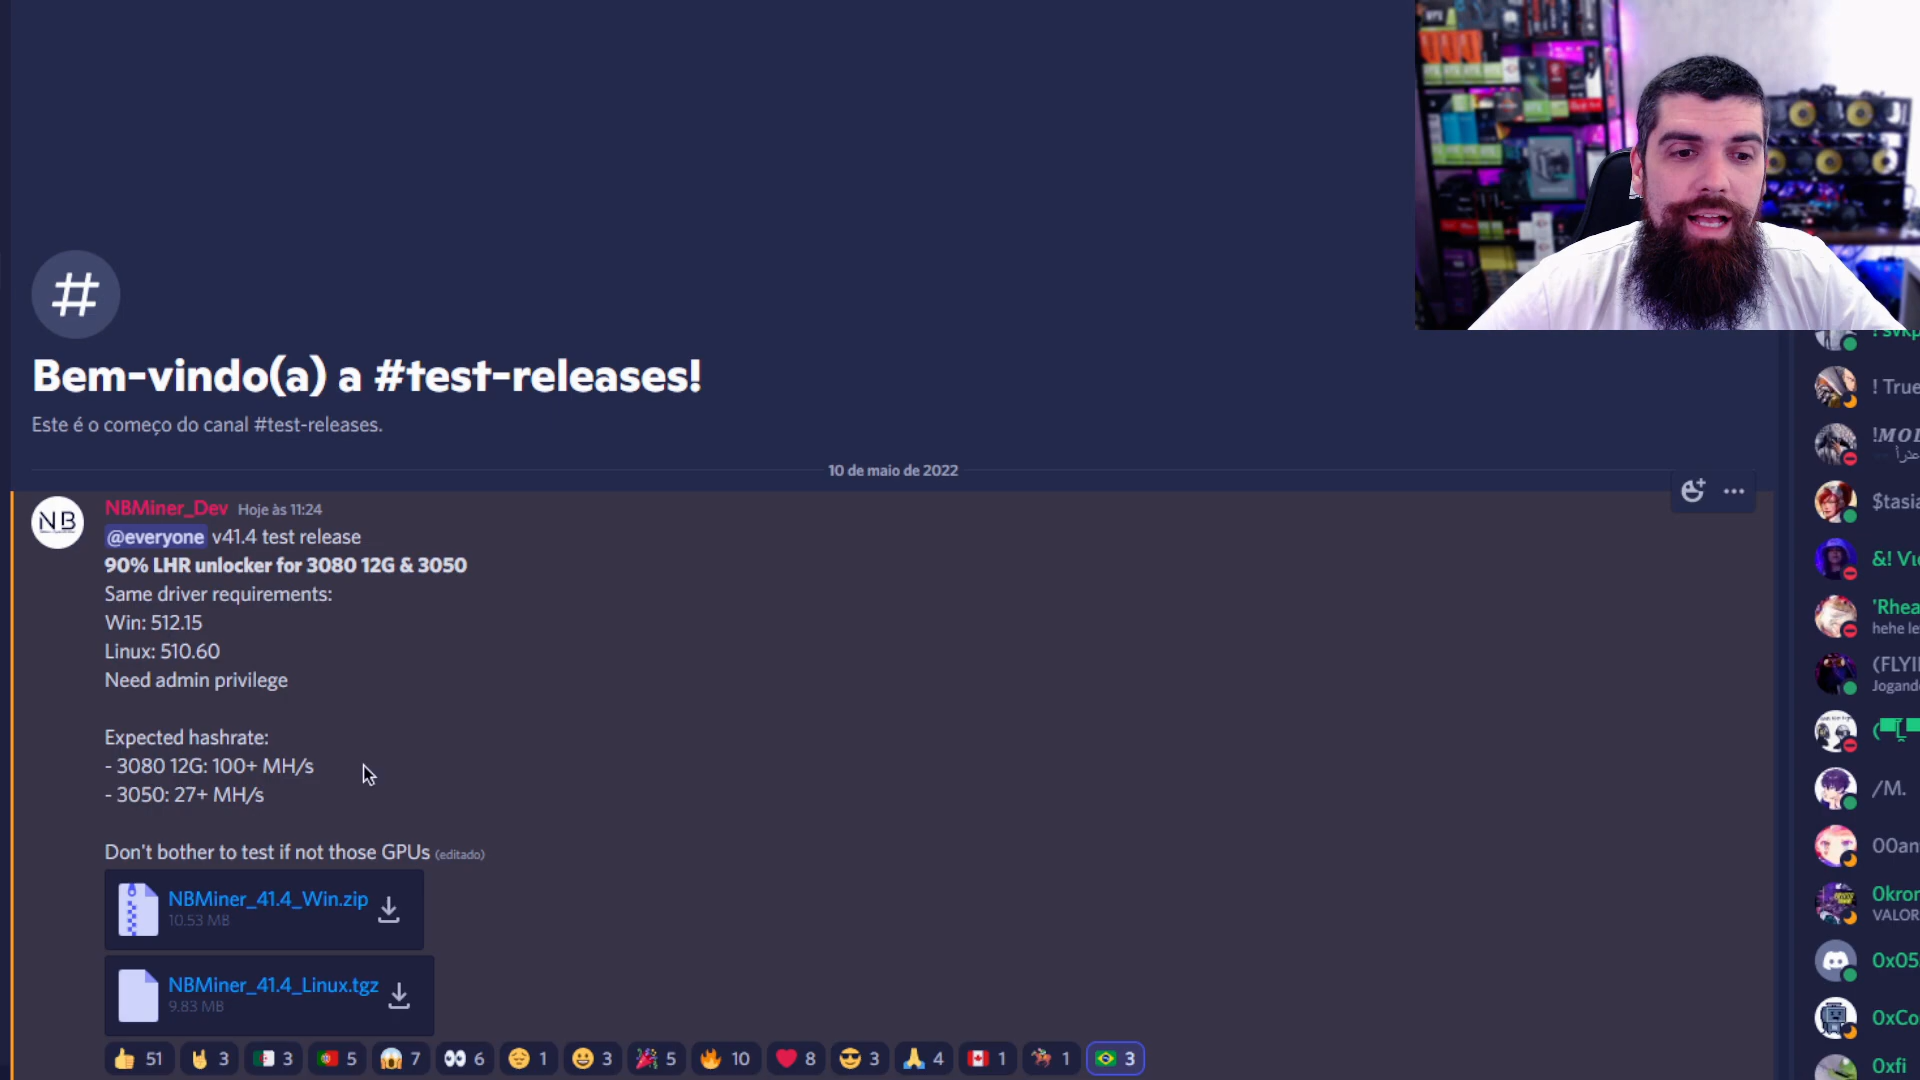 Bem-vindo(a) a #test-releases!
Este é o começo do canal #test-releases.
10 de maio de 2022
NB
NBMiner_Dev Hoje às 11:24
@everyone v41.4 test release
90% LHR unlocker for 3080 12G & 3050
Same driver requirements:
Win: 512.15
Linux: 510.60
Need admin privilege
Expected hashrate:
- 3080 12G: 100+ MH/s
- 3050: 27+ MH/s
Don't bother to test if not those GPUs (editado)
NBMiner_41.4_Win.zip
10.53 MB
NBMiner_41.4_Linux.tgz
9.83 MB
51 3 3 5 7 6 1 3 5 10 8 3 4 1 1 3
! True
!MOD
$tasia
'Rhea
hehe le
(FLYI
Jogand
/M.
00an
0kror
VALOR
0x05
0xCo
0xfi